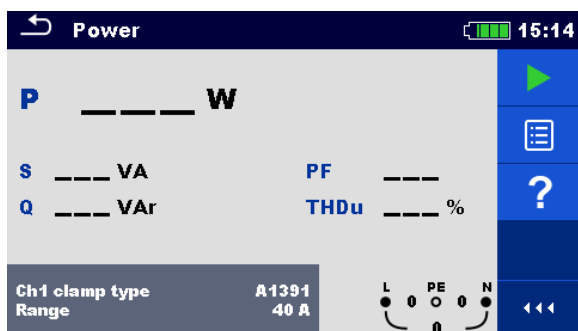 Power 15:14
P ___ W
S ___ VA PF ___
Q ___ VAr THDu ___ %
?
Ch1 clamp type A1391
Range 40 A
L PE N
0 0
0